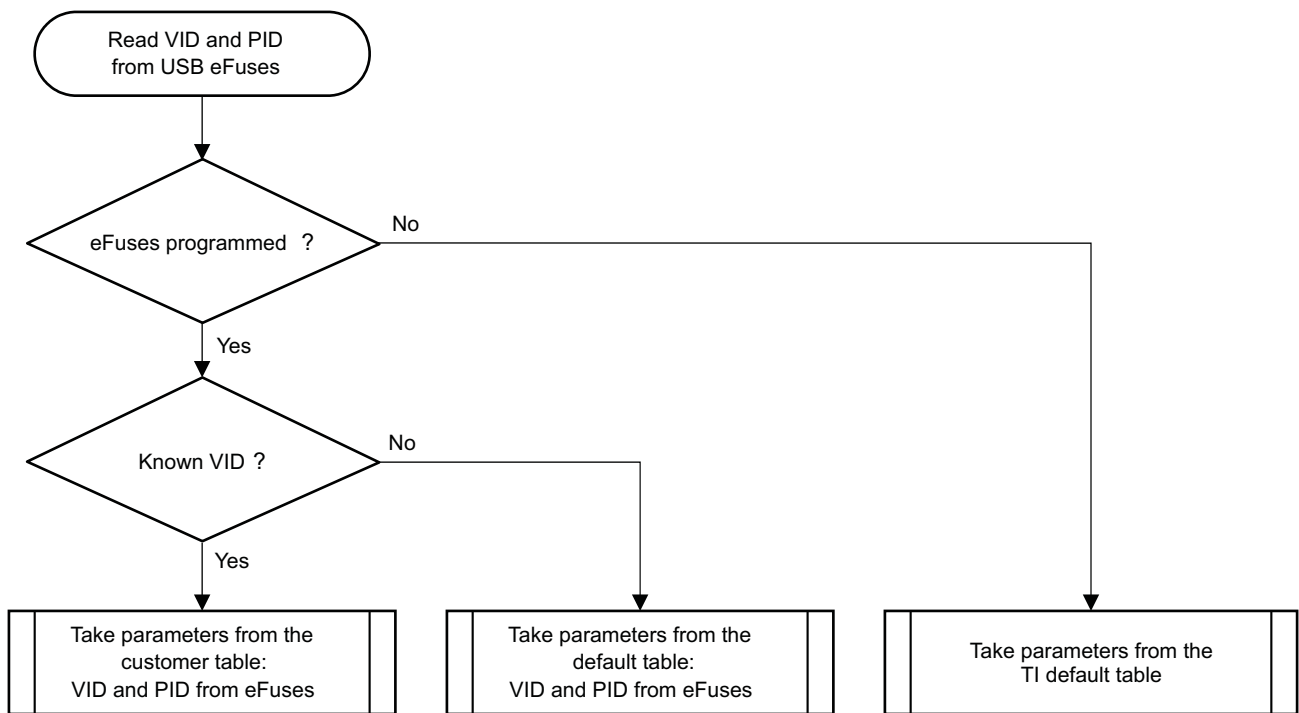 Read VID and PID
from USB eFuses
eFuses programmed ?
No
Yes
Known VID ?
No
Yes
Take parameters from the
customer table:
VID and PID from eFuses
Take parameters from the
default table:
VID and PID from eFuses
Take parameters from the
TI default table